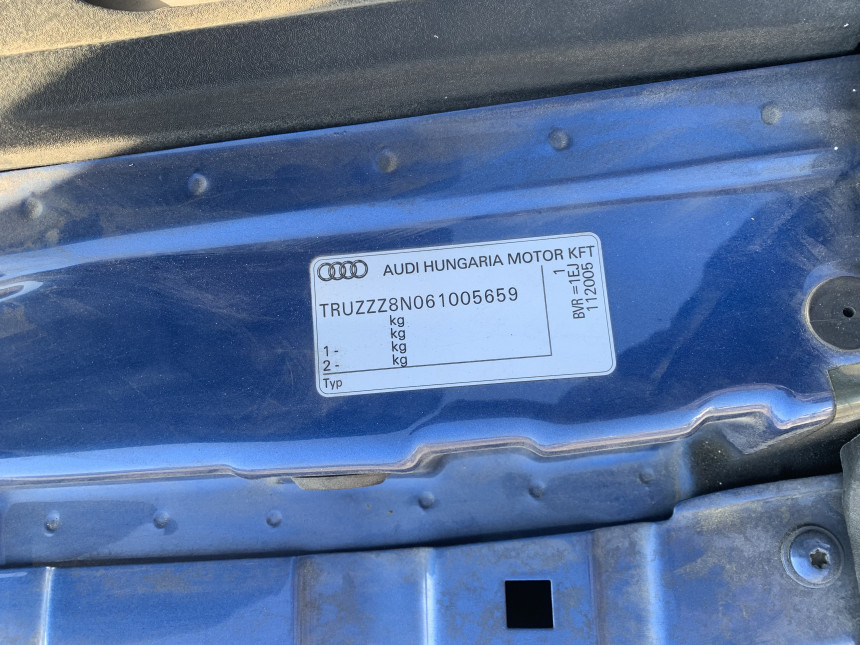 AUDI HUNGARIA MOTOR KFT
TRUZZZ8N061005659
kg
kg
1 - kg
2 - kg
Typ
1
BVR =1EJ
112005